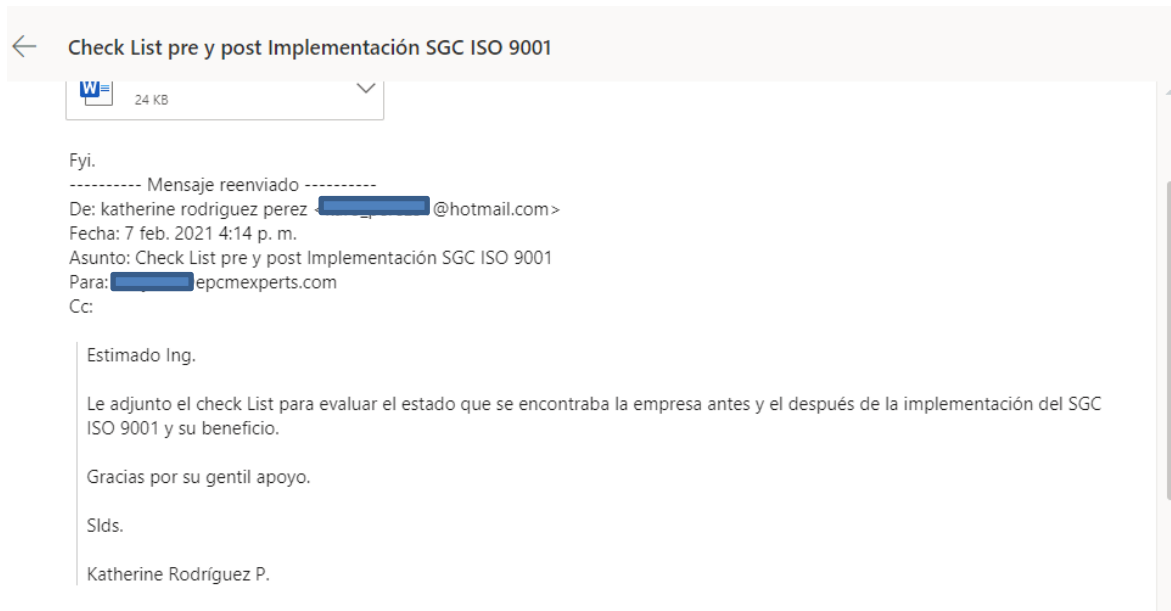 Check List pre y post Implementación SGC ISO 9001
W
24 KB
Fyi.
---------- Mensaje reenviado ----------
De: katherine rodriguez perez < @hotmail.com>
Fecha: 7 feb. 2021 4:14 p. m.
Asunto: Check List pre y post Implementación SGC ISO 9001
Para: epcmexperts.com
Cc:
Estimado Ing.
Le adjunto el check List para evaluar el estado que se encontraba la empresa antes y el después de la implementación del SGC
ISO 9001 y su beneficio.
Gracias por su gentil apoyo.
Slds.
Katherine Rodríguez P.